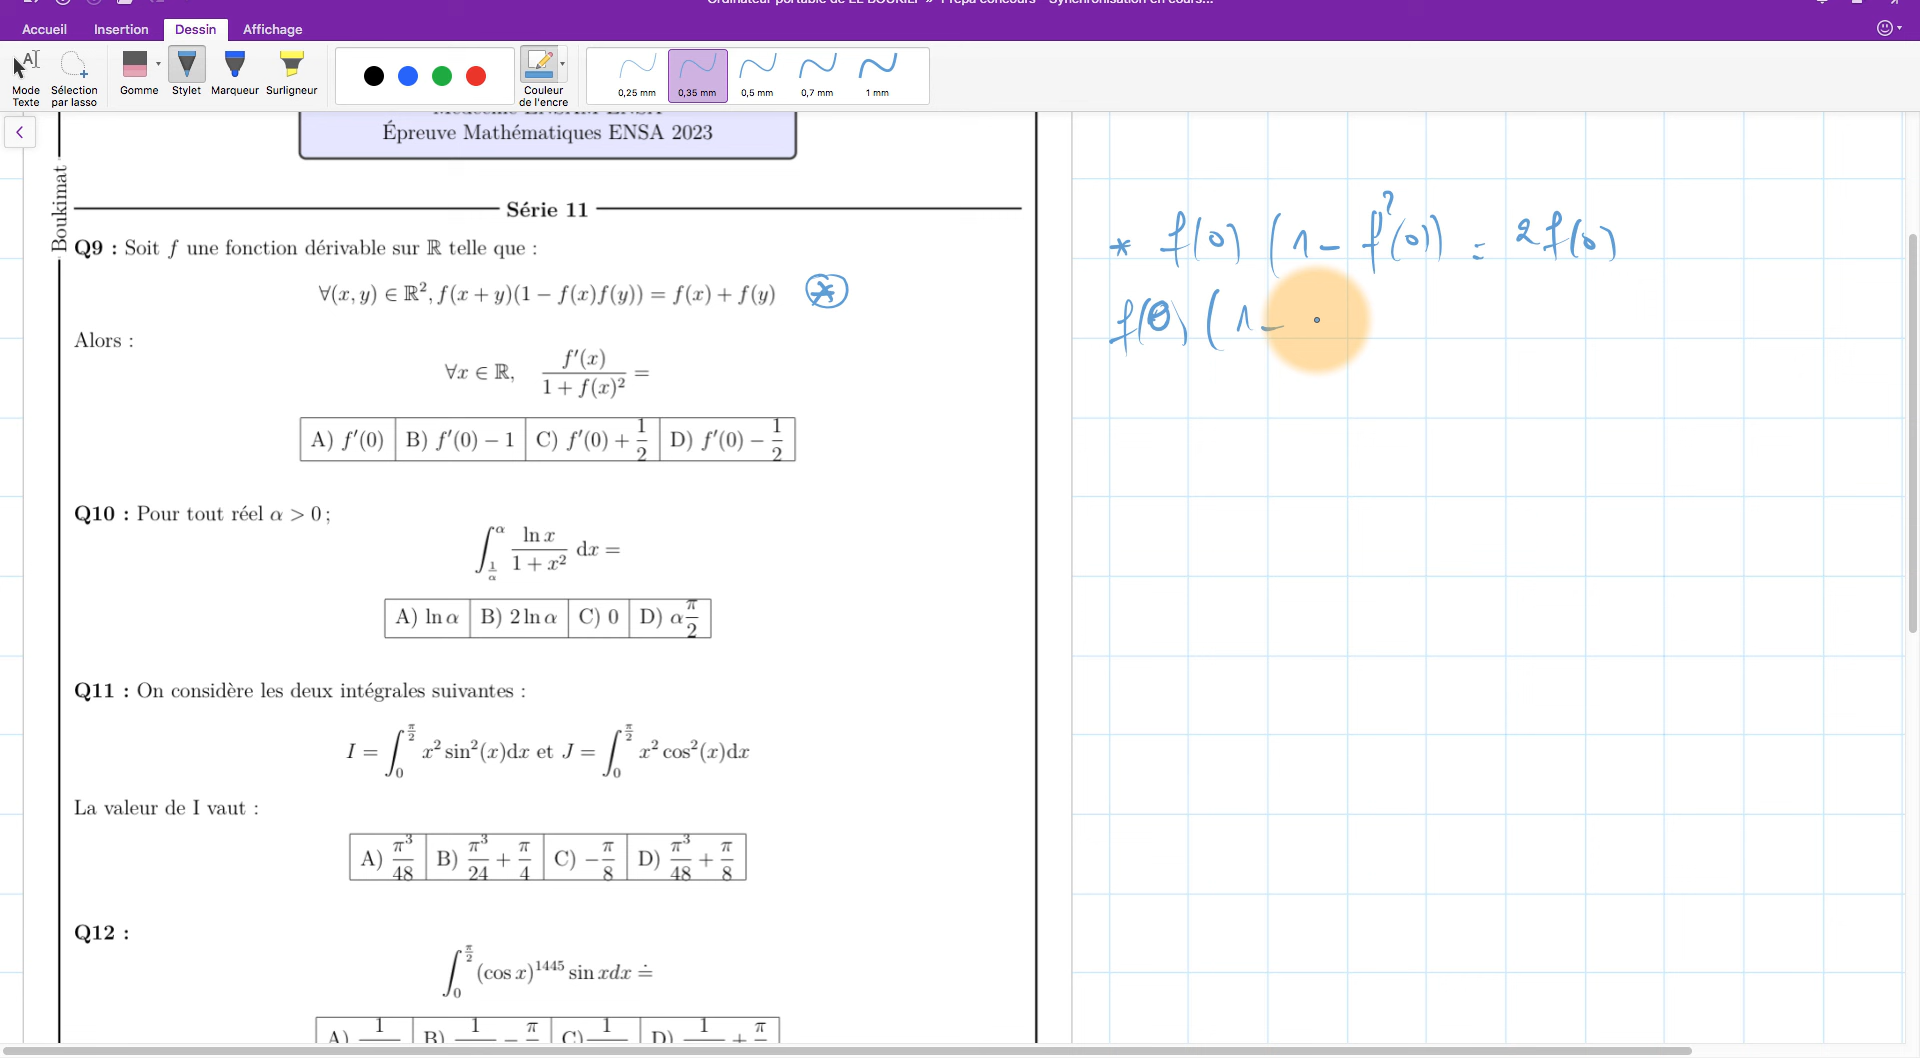 Accueil Insertion Dessin Affichage
Mode Texte Sélection par lasso Gomme Stylet Marqueur Surligneur Couleur de l'encre 0,25 mm 0,35 mm 0,5 mm 0,7 mm 1 mm
Épreuve Mathématiques ENSA 2023
Boukimat
Série 11
Q9 : Soit f une fonction dérivable sur ℝ telle que :
∀(x, y) ∈ ℝ², f(x + y)(1 − f(x)f(y)) = f(x) + f(y) ⊛
Alors :
∀x ∈ ℝ, f′(x) / (1 + f(x)²) =
A) f′(0) B) f′(0) − 1 C) f′(0) + 1/2 D) f′(0) − 1/2
Q10 : Pour tout réel α > 0 ;
∫_{1/α}^{α} ln x / (1 + x²) dx =
A) ln α B) 2 ln α C) 0 D) α π/2
Q11 : On considère les deux intégrales suivantes :
I = ∫_0^{π/2} x² sin²(x)dx et J = ∫_0^{π/2} x² cos²(x)dx
La valeur de I vaut :
A) π³/48 B) π³/24 + π/4 C) −π/8 D) π³/48 + π/8
Q12 :
∫_0^{π/2} (cos x)^{1445} sin xdx =
* f(0) (1 − f²(0)) = 2f(0)
f(0) (1 −